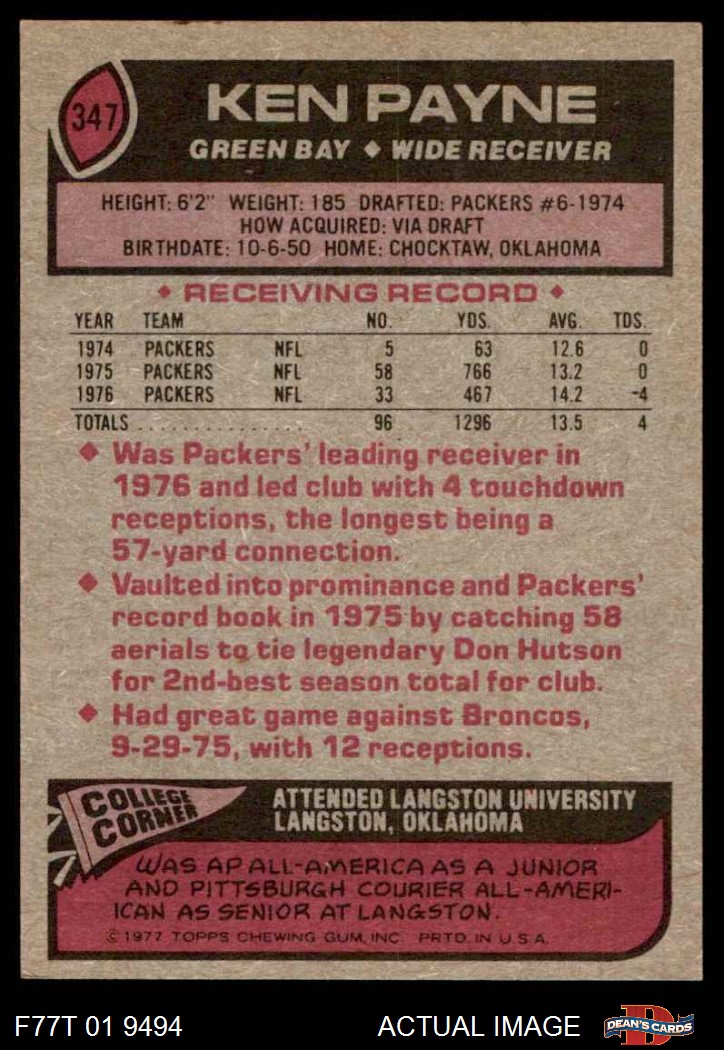 347
KEN PAYNE
GREEN BAY ♦ WIDE RECEIVER
HEIGHT: 6'2" WEIGHT: 185 DRAFTED: PACKERS #6-1974
HOW ACQUIRED: VIA DRAFT
BIRTHDATE: 10-6-50 HOME: CHOCKTAW, OKLAHOMA
♦ RECEIVING RECORD ♦
YEAR TEAM NO. YDS. AVG. TDS.
1974 PACKERS NFL 5 63 12.6 0
1975 PACKERS NFL 58 766 13.2 0
1976 PACKERS NFL 33 467 14.2 -4
TOTALS ................ 96 1296 13.5 4
♦ Was Packers' leading receiver in
1976 and led club with 4 touchdown
receptions, the longest being a
57-yard connection.
♦ Vaulted into prominance and Packers'
record book in 1975 by catching 58
aerials to tie legendary Don Hutson
for 2nd-best season total for club.
♦ Had great game against Broncos,
9-29-75, with 12 receptions.
COLLEGE
CORNER
ATTENDED LANGSTON UNIVERSITY
LANGSTON, OKLAHOMA
WAS AP ALL-AMERICA AS A JUNIOR
AND PITTSBURGH COURIER ALL-AMERI-
ICAN AS SENIOR AT LANGSTON.
© 1977 TOPPS CHEWING GUM, INC. PRTD. IN U.S.A.
F77T 01 9494 ACTUAL IMAGE
D
DEAN'S CARDS